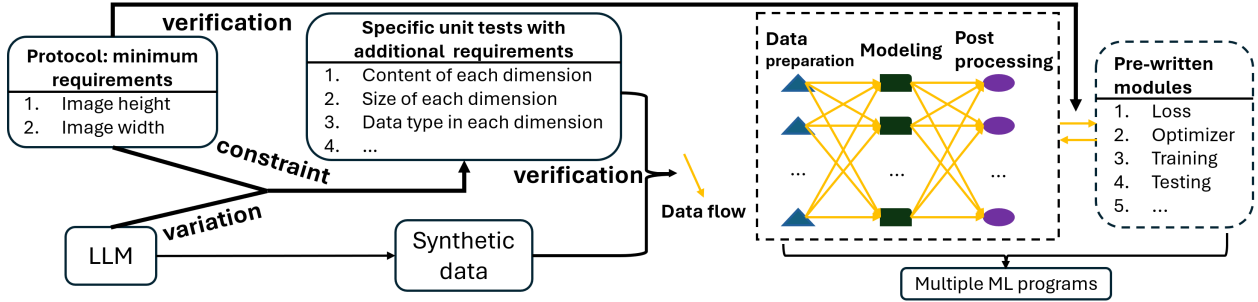 verification
Protocol: minimum
requirements
1. Image height
2. Image width
Specific unit tests with
additional requirements
1. Content of each dimension
2. Size of each dimension
3. Data type in each dimension
4. ...
constraint
variation
LLM
Synthetic
data
verification
Data flow
Data
preparation
Modeling
Post
processing
...
...
...
Pre-written
modules
1. Loss
2. Optimizer
3. Training
4. Testing
5. ...
Multiple ML programs